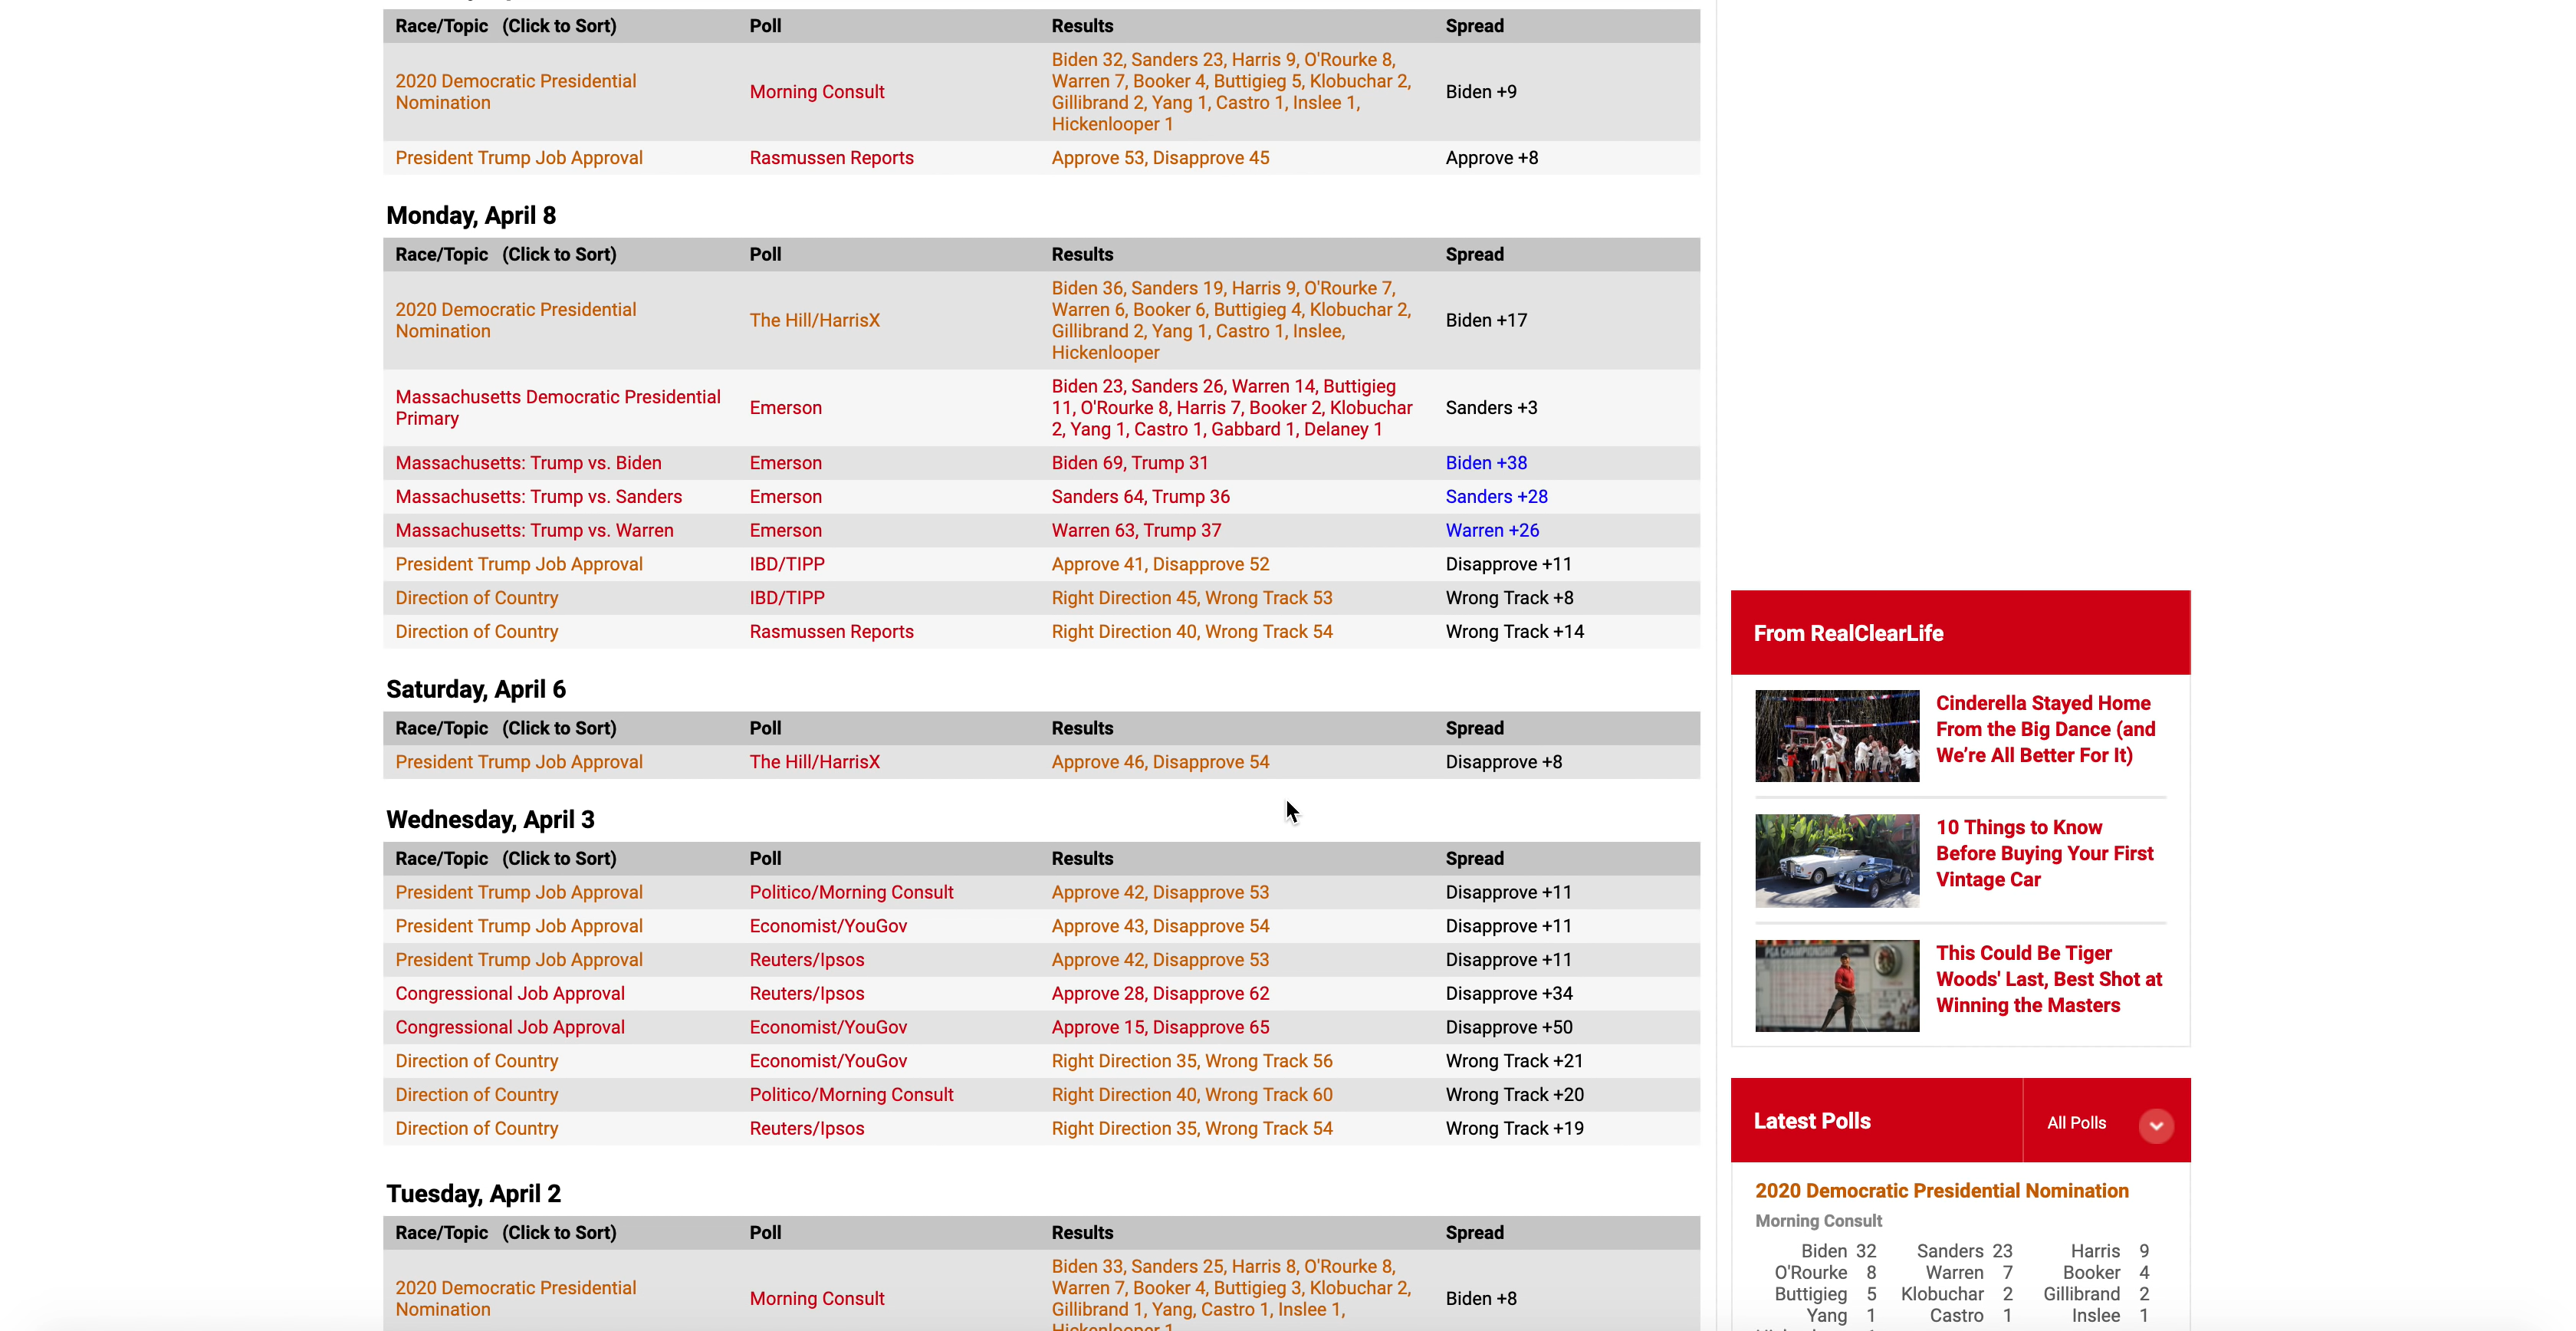 Race/Topic (Click to Sort) Poll Results Spread
2020 Democratic Presidential Nomination Morning Consult Biden 32, Sanders 23, Harris 9, O'Rourke 8, Warren 7, Booker 4, Buttigieg 5, Klobuchar 2, Gillibrand 2, Yang 1, Castro 1, Inslee 1, Hickenlooper 1 Biden +9
President Trump Job Approval Rasmussen Reports Approve 53, Disapprove 45 Approve +8
Monday, April 8
Race/Topic (Click to Sort) Poll Results Spread
2020 Democratic Presidential Nomination The Hill/HarrisX Biden 36, Sanders 19, Harris 9, O'Rourke 7, Warren 6, Booker 6, Buttigieg 4, Klobuchar 2, Gillibrand 2, Yang 1, Castro 1, Inslee, Hickenlooper Biden +17
Massachusetts Democratic Presidential Primary Emerson Biden 23, Sanders 26, Warren 14, Buttigieg 11, O'Rourke 8, Harris 7, Booker 2, Klobuchar 2, Yang 1, Castro 1, Gabbard 1, Delaney 1 Sanders +3
Massachusetts: Trump vs. Biden Emerson Biden 69, Trump 31 Biden +38
Massachusetts: Trump vs. Sanders Emerson Sanders 64, Trump 36 Sanders +28
Massachusetts: Trump vs. Warren Emerson Warren 63, Trump 37 Warren +26
President Trump Job Approval IBD/TIPP Approve 41, Disapprove 52 Disapprove +11
Direction of Country IBD/TIPP Right Direction 45, Wrong Track 53 Wrong Track +8
Direction of Country Rasmussen Reports Right Direction 40, Wrong Track 54 Wrong Track +14
Saturday, April 6
Race/Topic (Click to Sort) Poll Results Spread
President Trump Job Approval The Hill/HarrisX Approve 46, Disapprove 54 Disapprove +8
Wednesday, April 3
Race/Topic (Click to Sort) Poll Results Spread
President Trump Job Approval Politico/Morning Consult Approve 42, Disapprove 53 Disapprove +11
President Trump Job Approval Economist/YouGov Approve 43, Disapprove 54 Disapprove +11
President Trump Job Approval Reuters/Ipsos Approve 42, Disapprove 53 Disapprove +11
Congressional Job Approval Reuters/Ipsos Approve 28, Disapprove 62 Disapprove +34
Congressional Job Approval Economist/YouGov Approve 15, Disapprove 65 Disapprove +50
Direction of Country Economist/YouGov Right Direction 35, Wrong Track 56 Wrong Track +21
Direction of Country Politico/Morning Consult Right Direction 40, Wrong Track 60 Wrong Track +20
Direction of Country Reuters/Ipsos Right Direction 35, Wrong Track 54 Wrong Track +19
Tuesday, April 2
Race/Topic (Click to Sort) Poll Results Spread
2020 Democratic Presidential Nomination Morning Consult Biden 33, Sanders 25, Harris 8, O'Rourke 8, Warren 7, Booker 4, Buttigieg 3, Klobuchar 2, Gillibrand 1, Yang, Castro 1, Inslee 1, Hickenlooper 1 Biden +8
From RealClearLife
Cinderella Stayed Home
From the Big Dance (and
We're All Better For It)
10 Things to Know
Before Buying Your First
Vintage Car
This Could Be Tiger
Woods' Last, Best Shot at
Winning the Masters
Latest Polls All Polls
2020 Democratic Presidential Nomination
Morning Consult
Biden 32 Sanders 23 Harris 9
O'Rourke 8 Warren 7 Booker 4
Buttigieg 5 Klobuchar 2 Gillibrand 2
Yang 1 Castro 1 Inslee 1